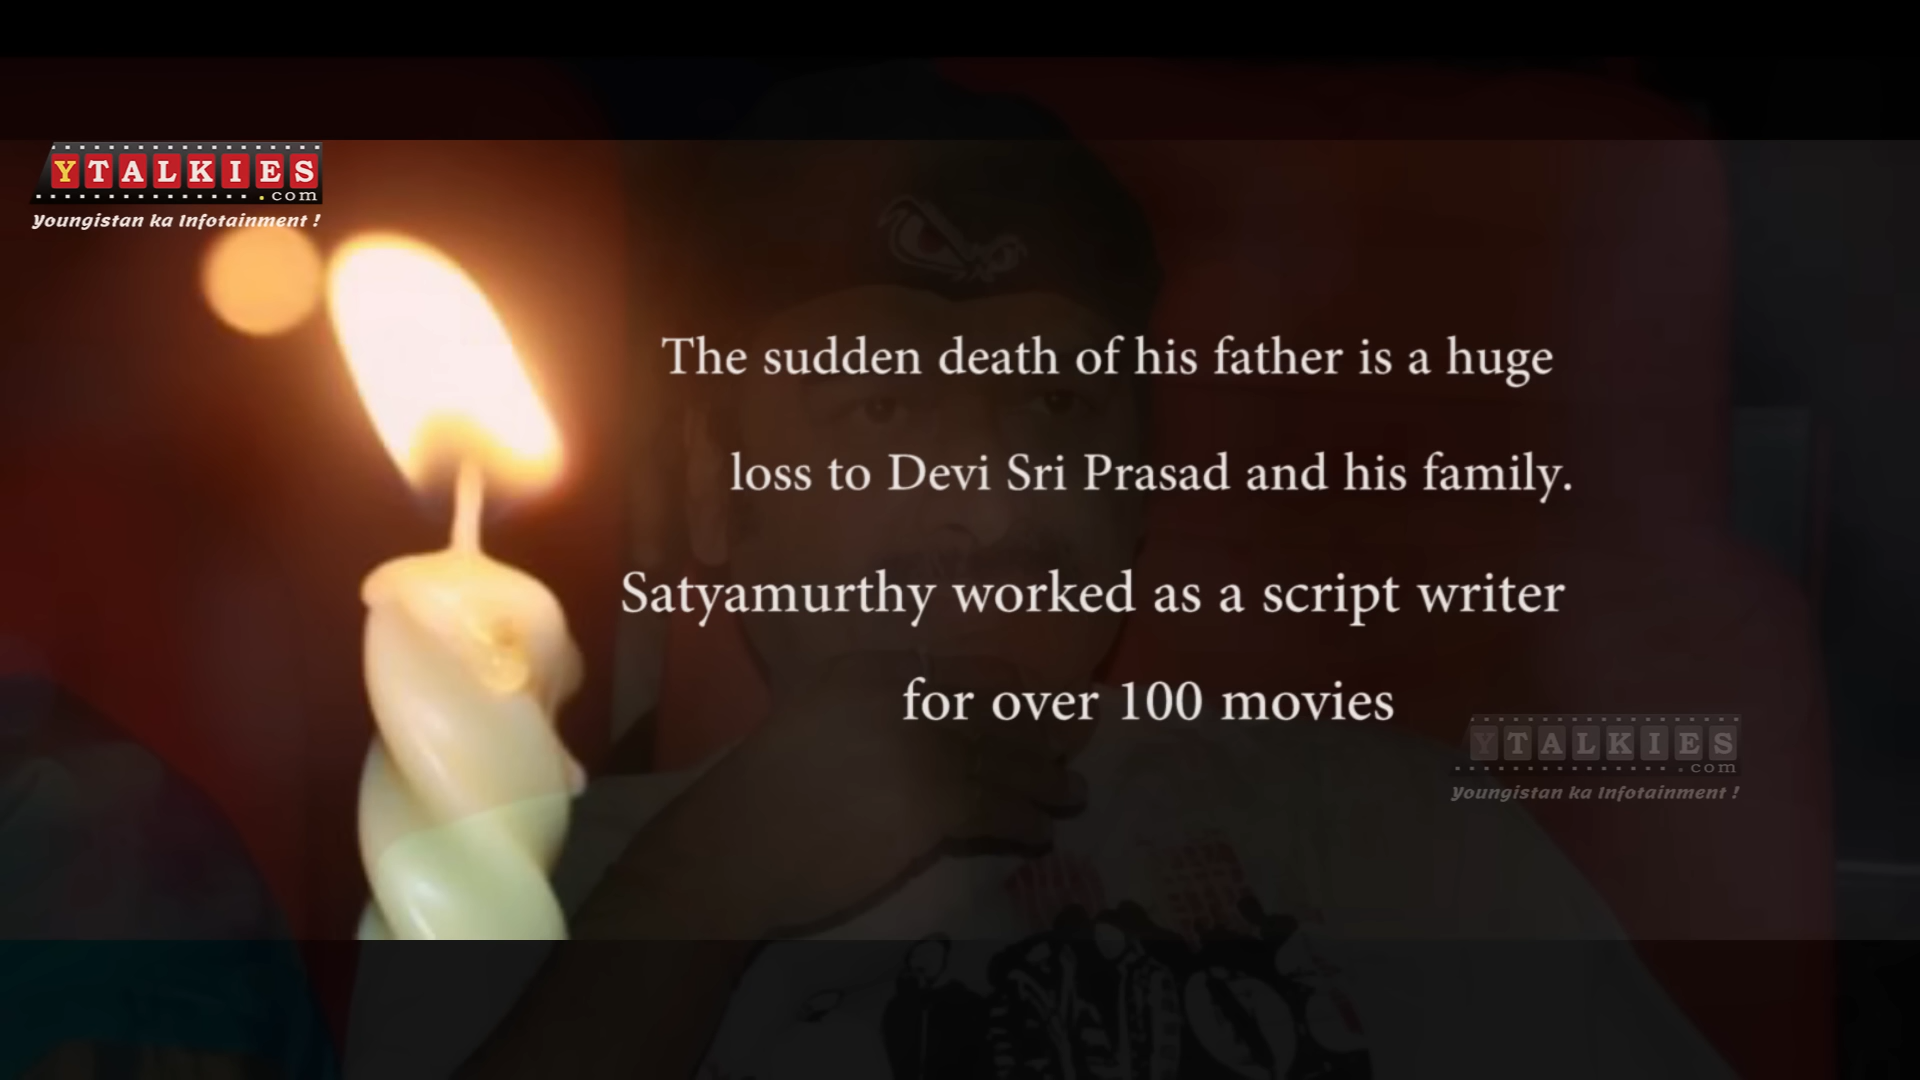 YTALKIES
.com
Youngistan ka Infotainment !
The sudden death of his father is a huge
loss to Devi Sri Prasad and his family.
Satyamurthy worked as a script writer
for over 100 movies
YTALKIES
.com
Youngistan ka Infotainment !